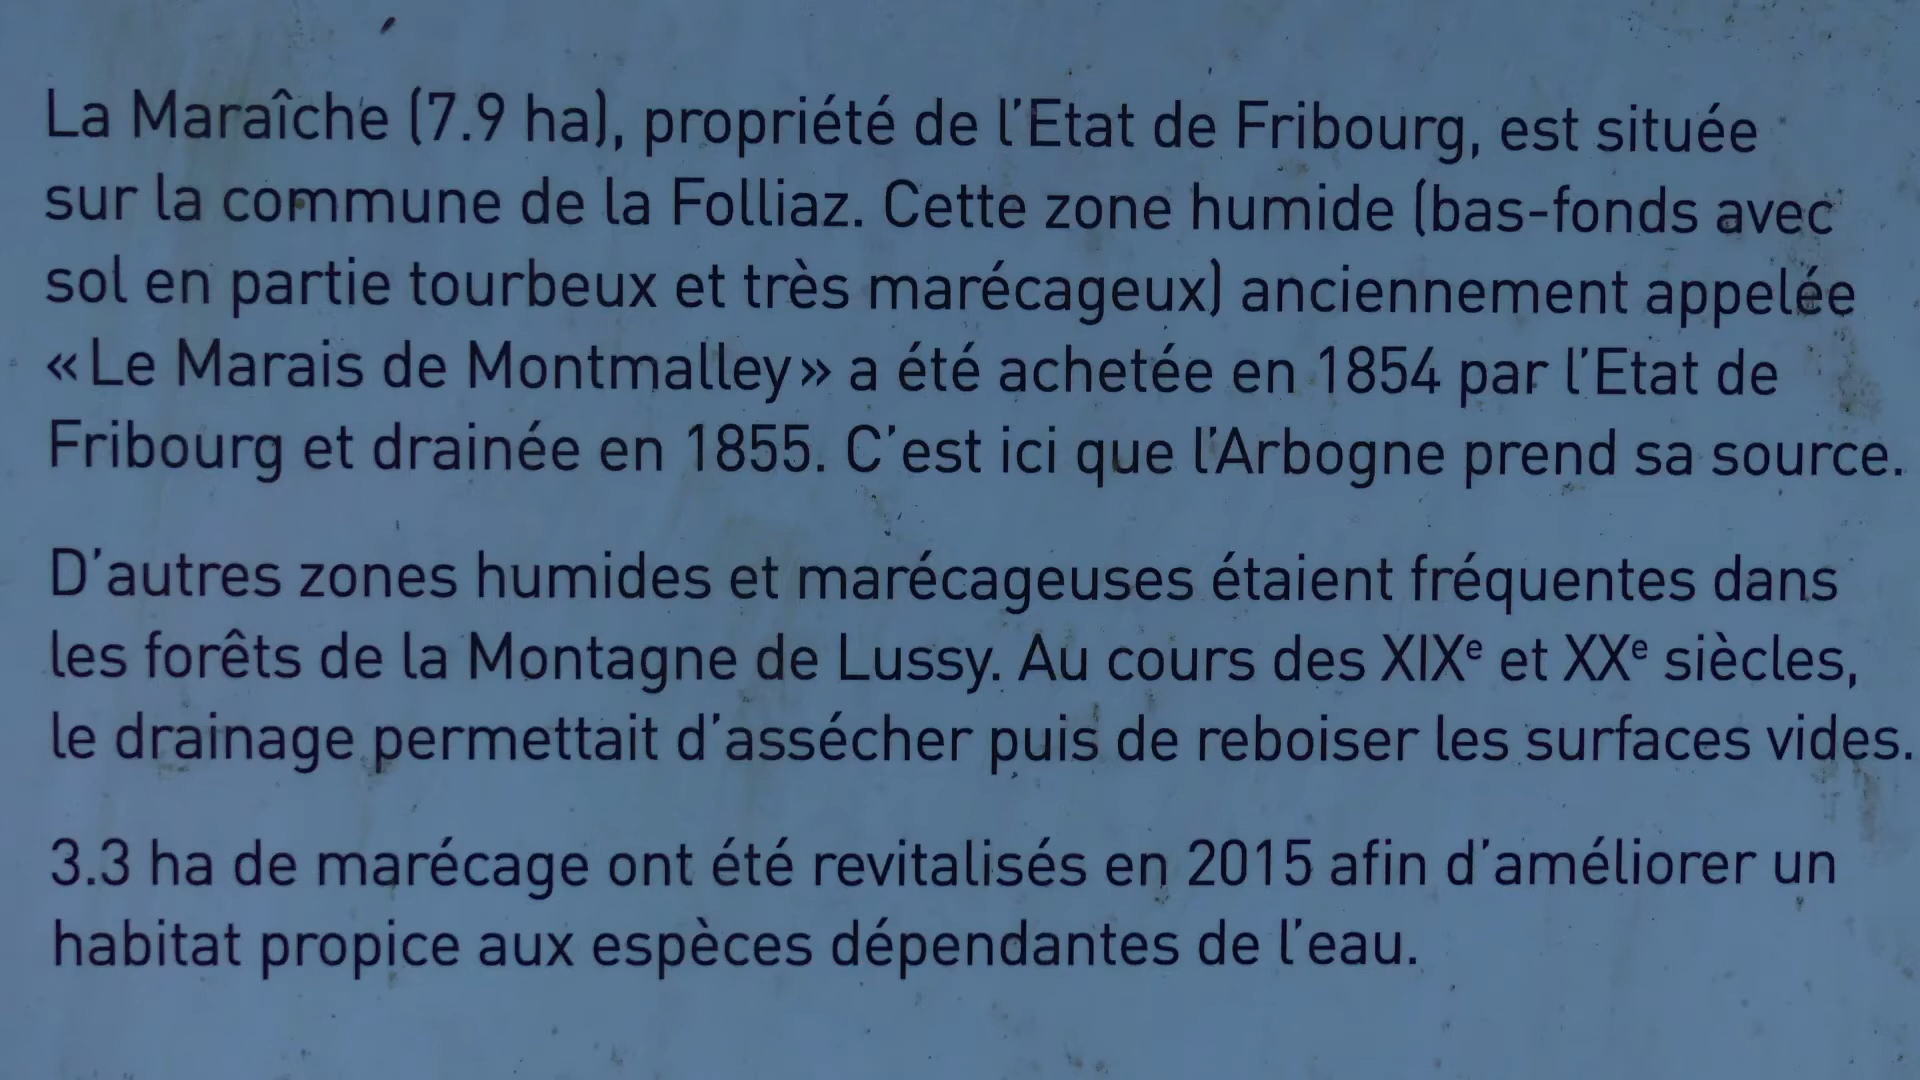 La Maraîche (7.9 ha), propriété de l'Etat de Fribourg, est située
sur la commune de la Folliaz. Cette zone humide (bas-fonds avec
sol en partie tourbeux et très marécageux) anciennement appelée
«Le Marais de Montmalley» a été achetée en 1854 par l'Etat de
Fribourg et drainée en 1855. C'est ici que l'Arbogne prend sa source.
D'autres zones humides et marécageuses étaient fréquentes dans
les forêts de la Montagne de Lussy. Au cours des XIXᵉ et XXᵉ siècles,
le drainage permettait d'assécher puis de reboiser les surfaces vides.
3.3 ha de marécage ont été revitalisés en 2015 afin d'améliorer un
habitat propice aux espèces dépendantes de l'eau.